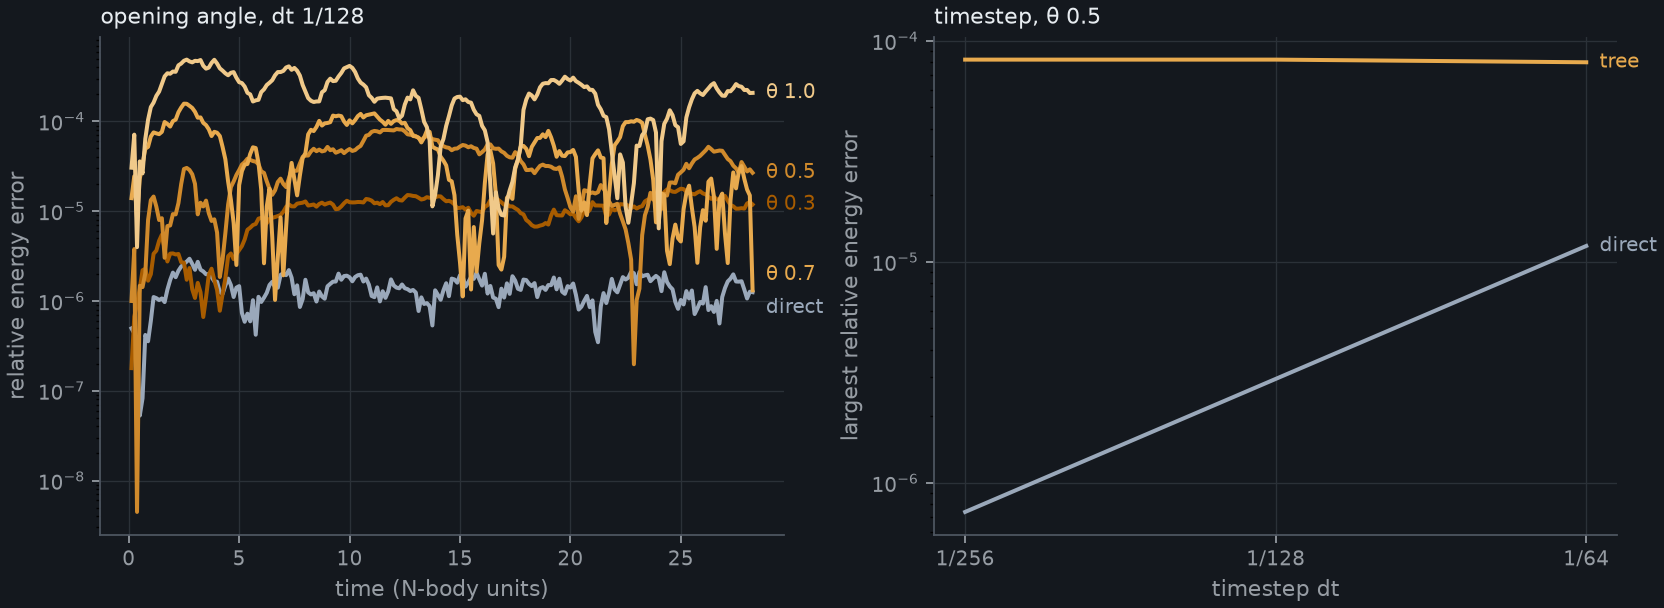 opening angle, dt 1/128
relative energy error
10⁻⁴
10⁻⁵
10⁻⁶
10⁻⁷
10⁻⁸
θ 1.0
θ 0.5
θ 0.3
θ 0.7
direct
0 5 10 15 20 25
time (N-body units)
timestep, θ 0.5
largest relative energy error
10⁻⁴
10⁻⁵
10⁻⁶
tree
direct
1/256 1/128 1/64
timestep dt